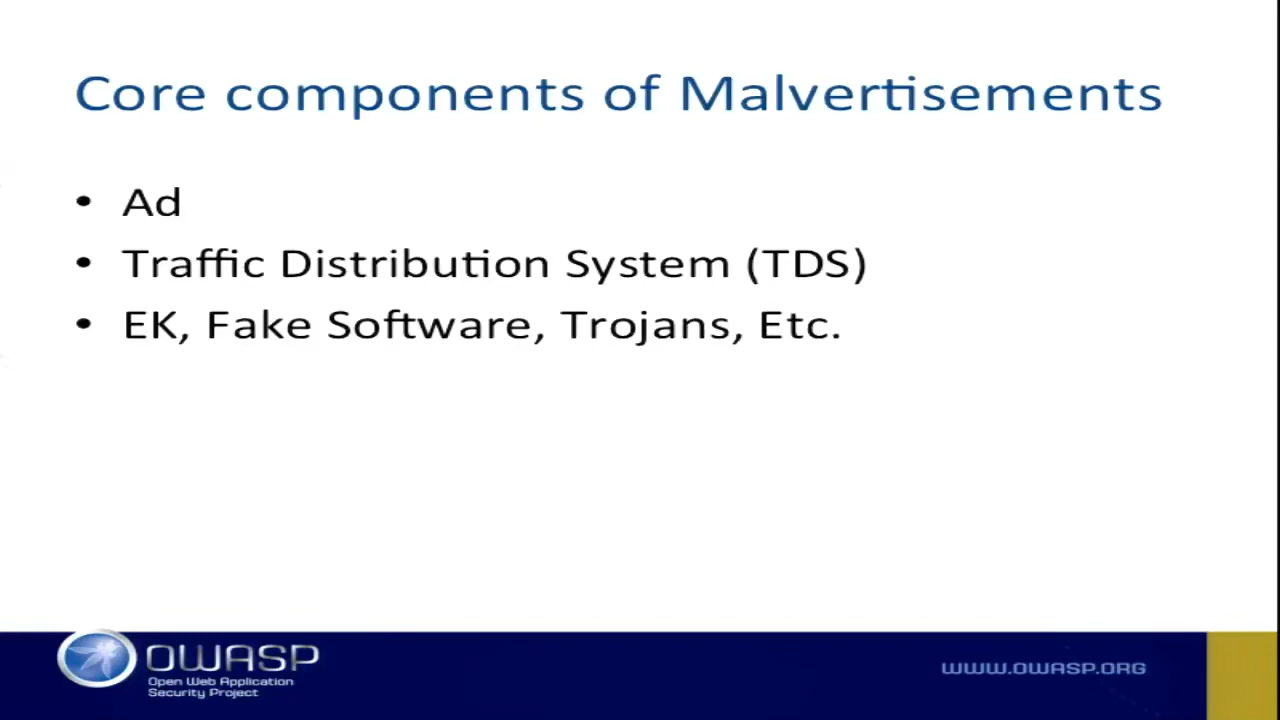 Core components of Malvertisements
• Ad
• Traffic Distribution System (TDS)
• EK, Fake Software, Trojans, Etc.
OWASP
Open Web Application
Security Project
WWW.OWASP.ORG